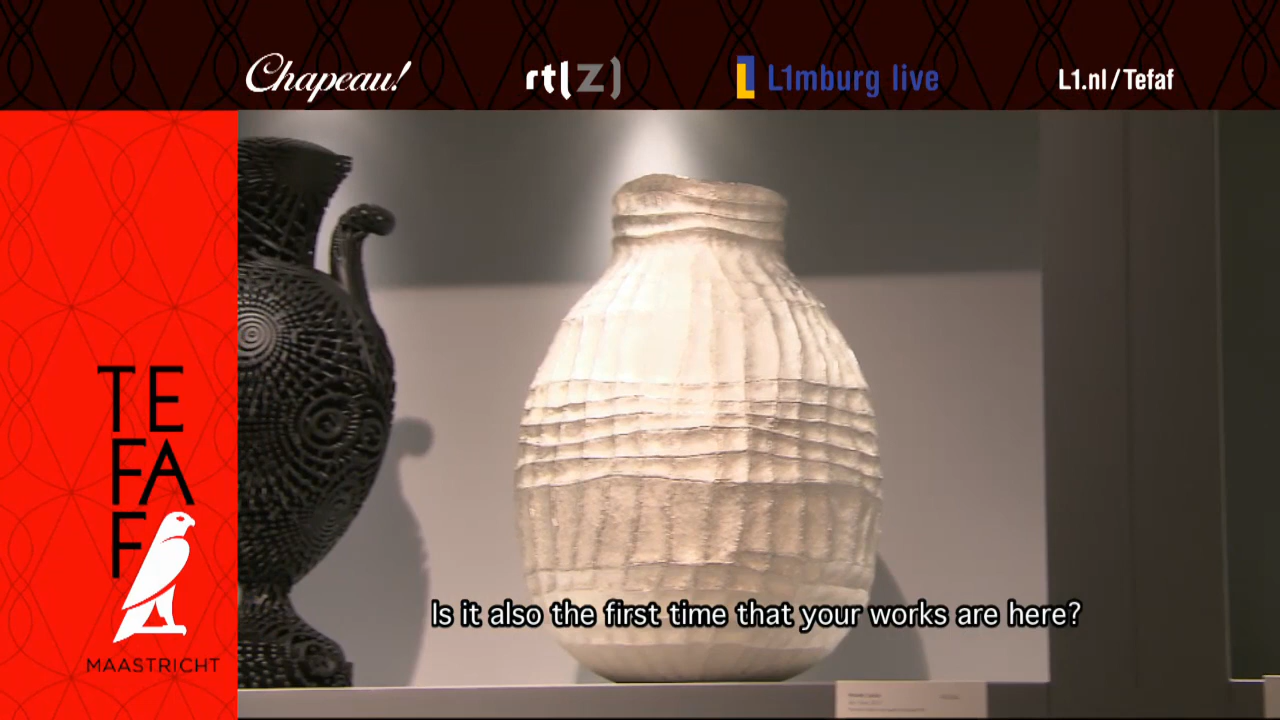 Chapeau!
rtl Z
L1mburg live
L1.nl/Tefaf
TE
FA
F
MAASTRICHT
Is it also the first time that your works are here?